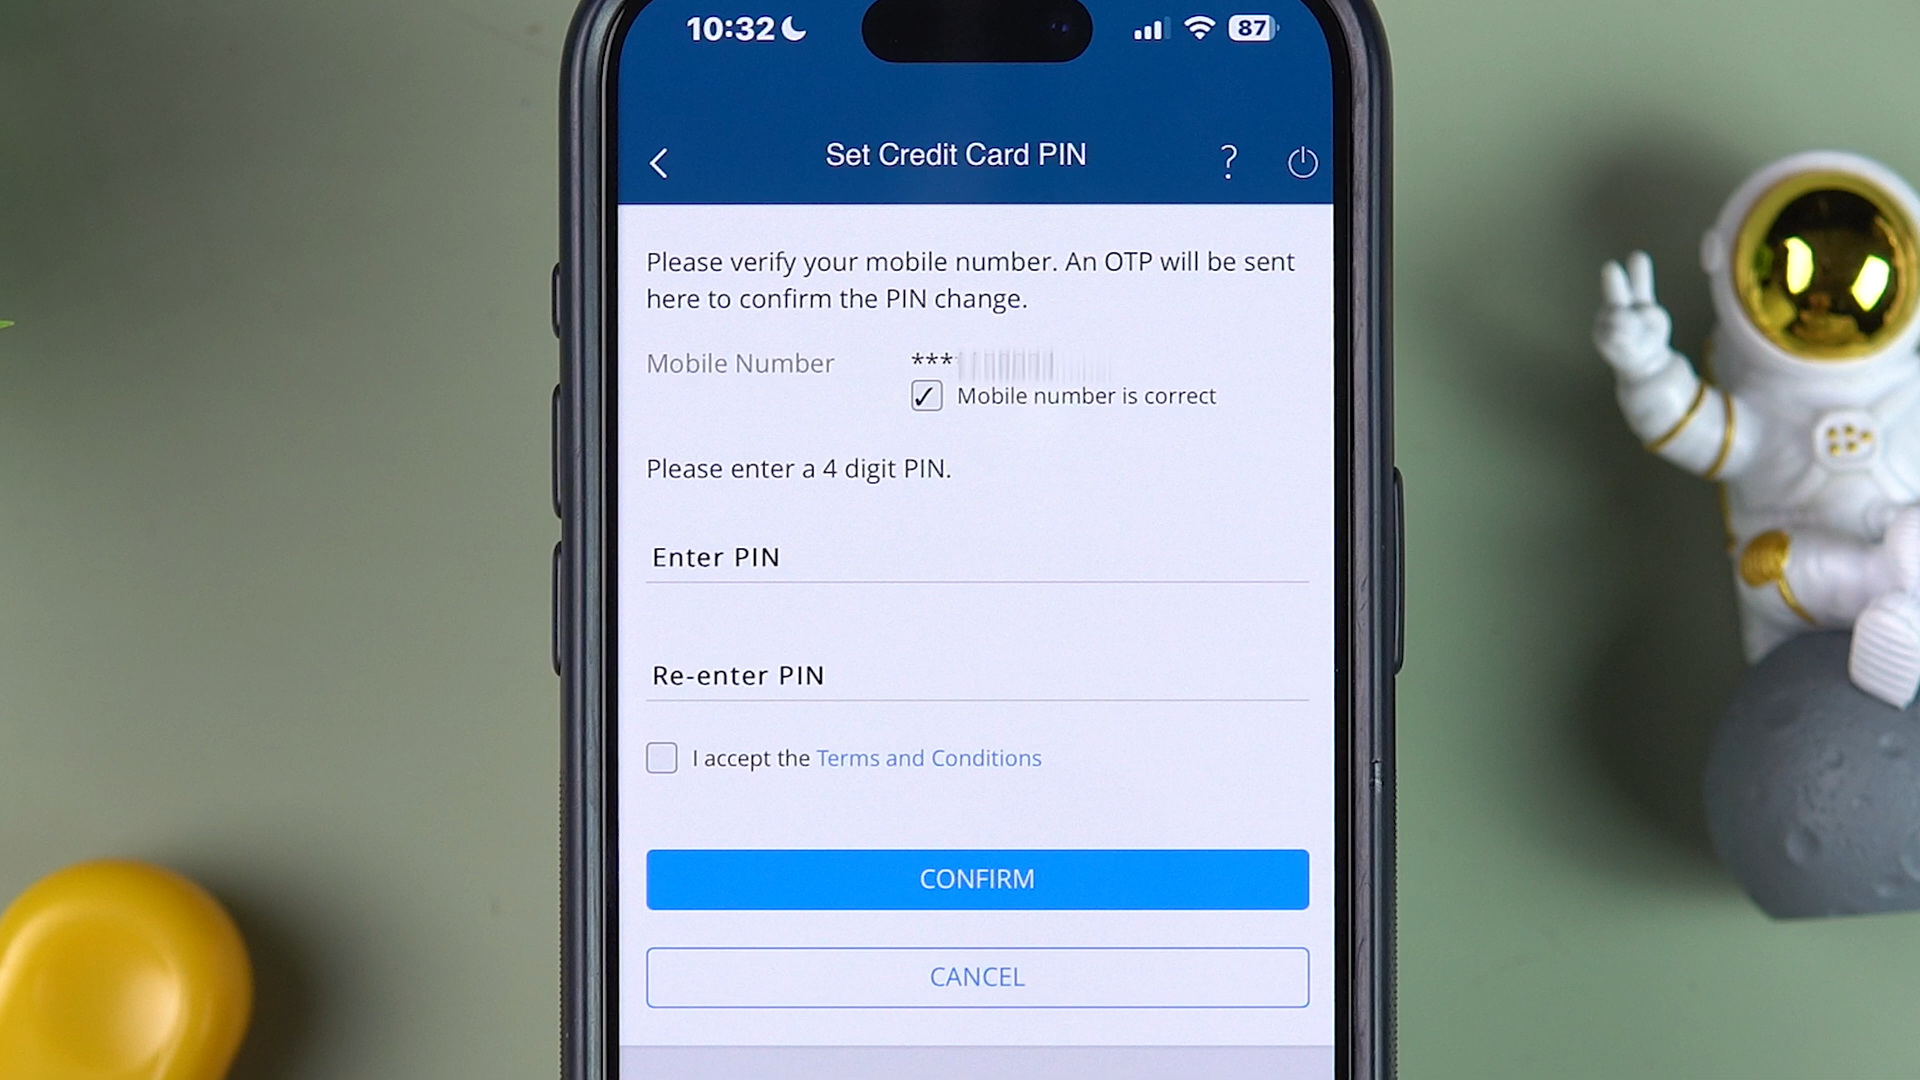 10:32
87
Set Credit Card PIN
?
Please verify your mobile number. An OTP will be sent
here to confirm the PIN change.
Mobile Number ***
Mobile number is correct
Please enter a 4 digit PIN.
Enter PIN
Re-enter PIN
I accept the Terms and Conditions
CONFIRM
CANCEL